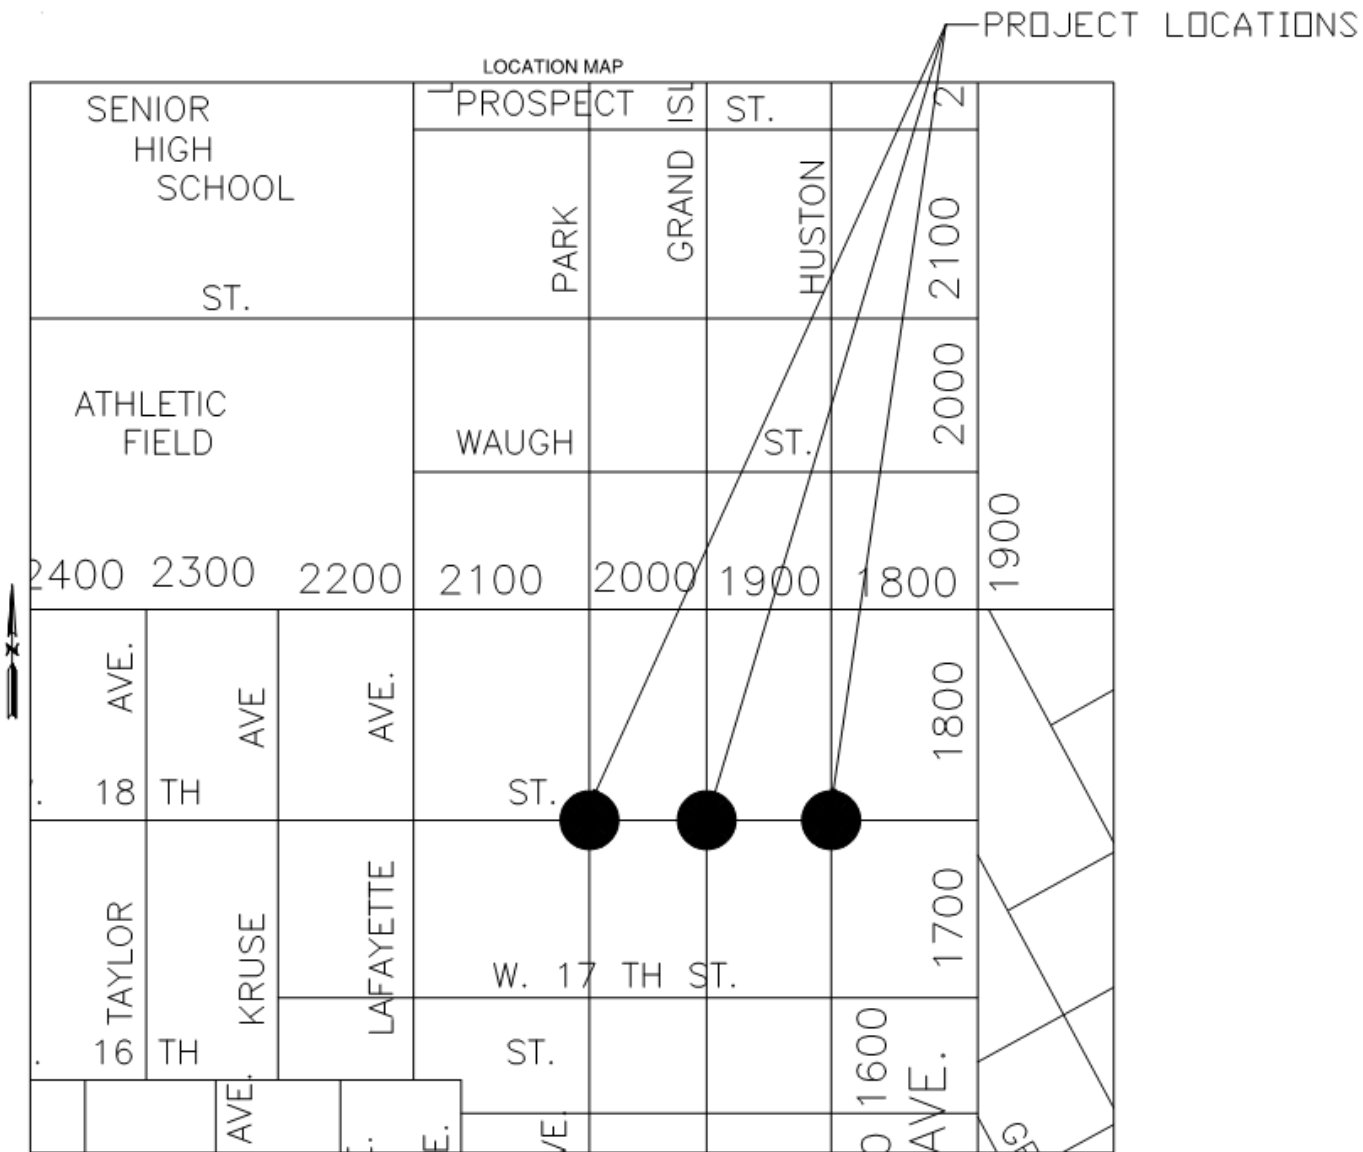 PROJECT LOCATIONS
LOCATION MAP
SENIOR
HIGH
SCHOOL
PROSPECT ST.
GRAND ISL
PARK
HUSTON
2100
ST.
ATHLETIC
FIELD
WAUGH ST.
2000
1900
2400 2300 2200 2100 2000 1900 1800
AVE.
AVE
AVE.
1800
18 TH ST.
TAYLOR
KRUSE
LAFAYETTE
1700
W. 17 TH ST.
16 TH ST.
1600
AVE.
AVE.